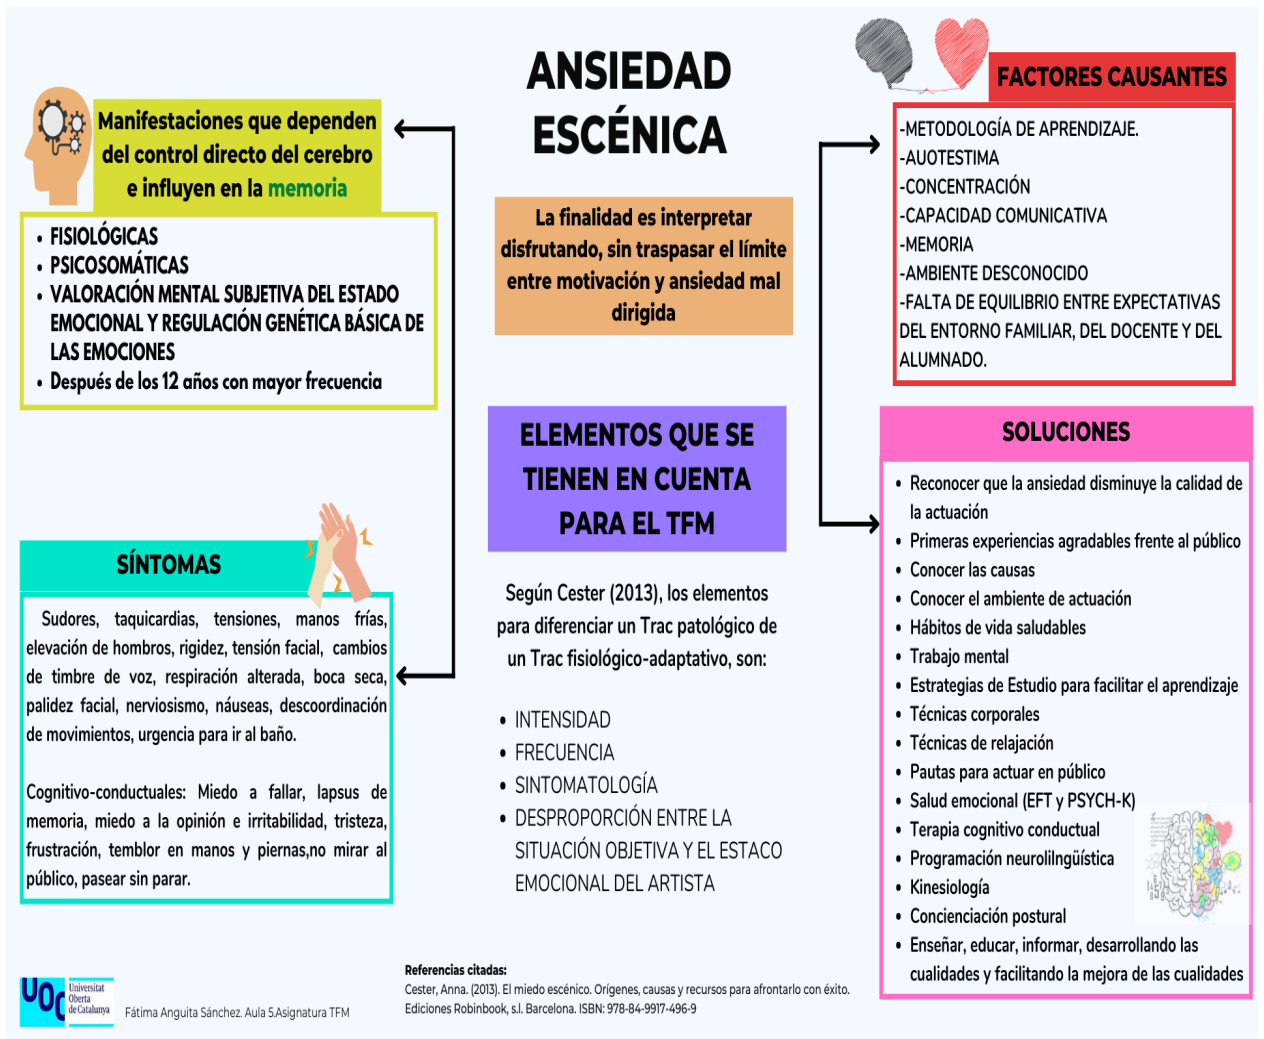 ANSIEDAD
ESCÉNICA
La finalidad es interpretar
disfrutando, sin traspasar el límite
entre motivación y ansiedad mal
dirigida
Manifestaciones que dependen
del control directo del cerebro
e influyen en la memoria
• FISIOLÓGICAS
• PSICOSOMÁTICAS
• VALORACIÓN MENTAL SUBJETIVA DEL ESTADO
EMOCIONAL Y REGULACIÓN GENÉTICA BÁSICA DE
LAS EMOCIONES
• Después de los 12 años con mayor frecuencia
SÍNTOMAS
Sudores, taquicardias, tensiones, manos frías,
elevación de hombros, rigidez, tensión facial, cambios
de timbre de voz, respiración alterada, boca seca,
palidez facial, nerviosismo, náuseas, descoordinación
de movimientos, urgencia para ir al baño.
Cognitivo-conductuales: Miedo a fallar, lapsus de
memoria, miedo a la opinión e irritabilidad, tristeza,
frustración, temblor en manos y piernas,no mirar al
público, pasear sin parar.
ELEMENTOS QUE SE
TIENEN EN CUENTA
PARA EL TFM
Según Cester (2013), los elementos
para diferenciar un Trac patológico de
un Trac fisiológico-adaptativo, son:
• INTENSIDAD
• FRECUENCIA
• SINTOMATOLOGÍA
• DESPROPORCIÓN ENTRE LA
SITUACIÓN OBJETIVA Y EL ESTACO
EMOCIONAL DEL ARTISTA
FACTORES CAUSANTES
-METODOLOGÍA DE APRENDIZAJE.
-AUOTESTIMA
-CONCENTRACIÓN
-CAPACIDAD COMUNICATIVA
-MEMORIA
-AMBIENTE DESCONOCIDO
-FALTA DE EQUILIBRIO ENTRE EXPECTATIVAS
DEL ENTORNO FAMILIAR, DEL DOCENTE Y DEL
ALUMNADO.
SOLUCIONES
• Reconocer que la ansiedad disminuye la calidad de
la actuación
• Primeras experiencias agradables frente al público
• Conocer las causas
• Conocer el ambiente de actuación
• Hábitos de vida saludables
• Trabajo mental
• Estrategias de Estudio para facilitar el aprendizaje
• Técnicas corporales
• Técnicas de relajación
• Pautas para actuar en público
• Salud emocional (EFT y PSYCH-K)
• Terapia cognitivo conductual
• Programación neurolilngüística
• Kinesiología
• Concienciación postural
• Enseñar, educar, informar, desarrollando las
cualidades y facilitando la mejora de las cualidades
UOC
Universitat
Oberta
de Catalunya
Fátima Anguita Sánchez. Aula 5.Asignatura TFM
Referencias citadas:
Cester, Anna. (2013). El miedo escénico. Orígenes, causas y recursos para afrontarlo con éxito.
Ediciones Robinbook, s.l. Barcelona. ISBN: 978-84-9917-496-9